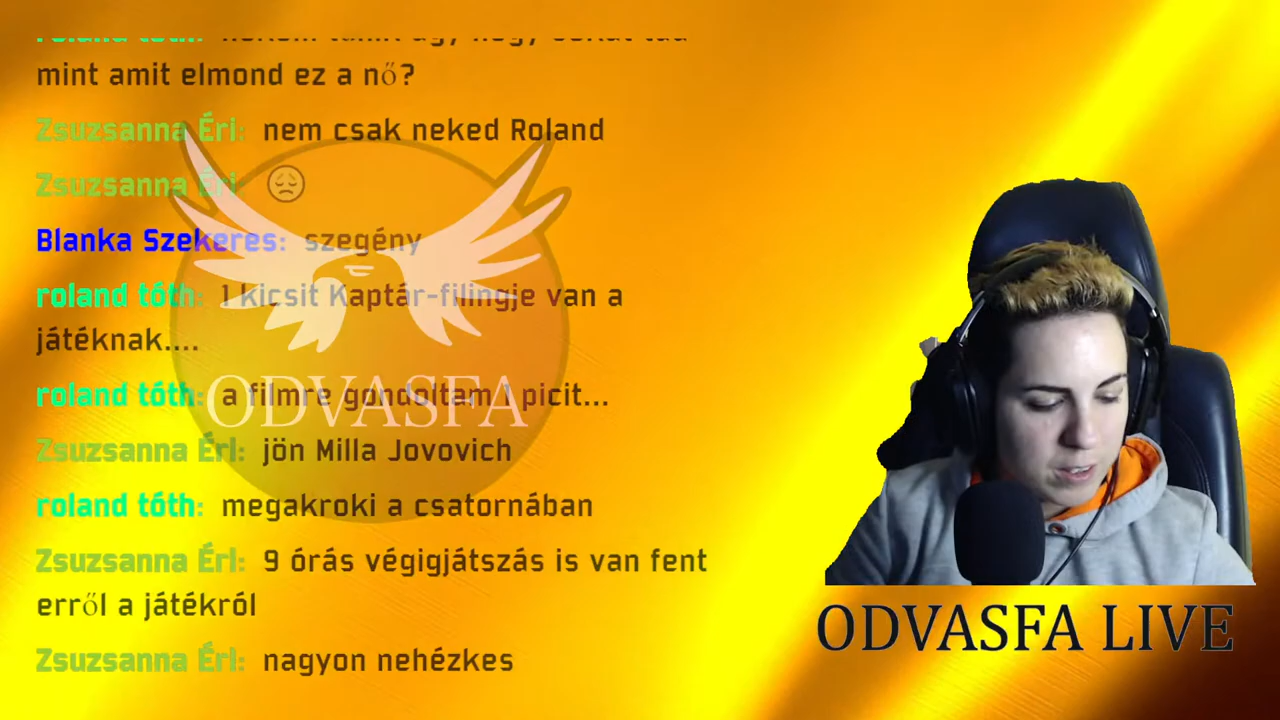 mint amit elmond ez a nő?
Zsuzsanna Éri: nem csak neked Roland
Zsuzsanna Éri: 😞
Blanka Szekeres: szegény
roland tóth: 1 kicsit Kaptár-filingje van a
játéknak....
roland tóth: a filmre gondoltam 1 picit...
ODVASFA
Zsuzsanna Éri: jön Milla Jovovich
roland tóth: megakroki a csatornában
Zsuzsanna Éri: 9 órás végigjátszás is van fent
erről a játékról
Zsuzsanna Éri: nagyon nehézkes
ODVASFA LIVE